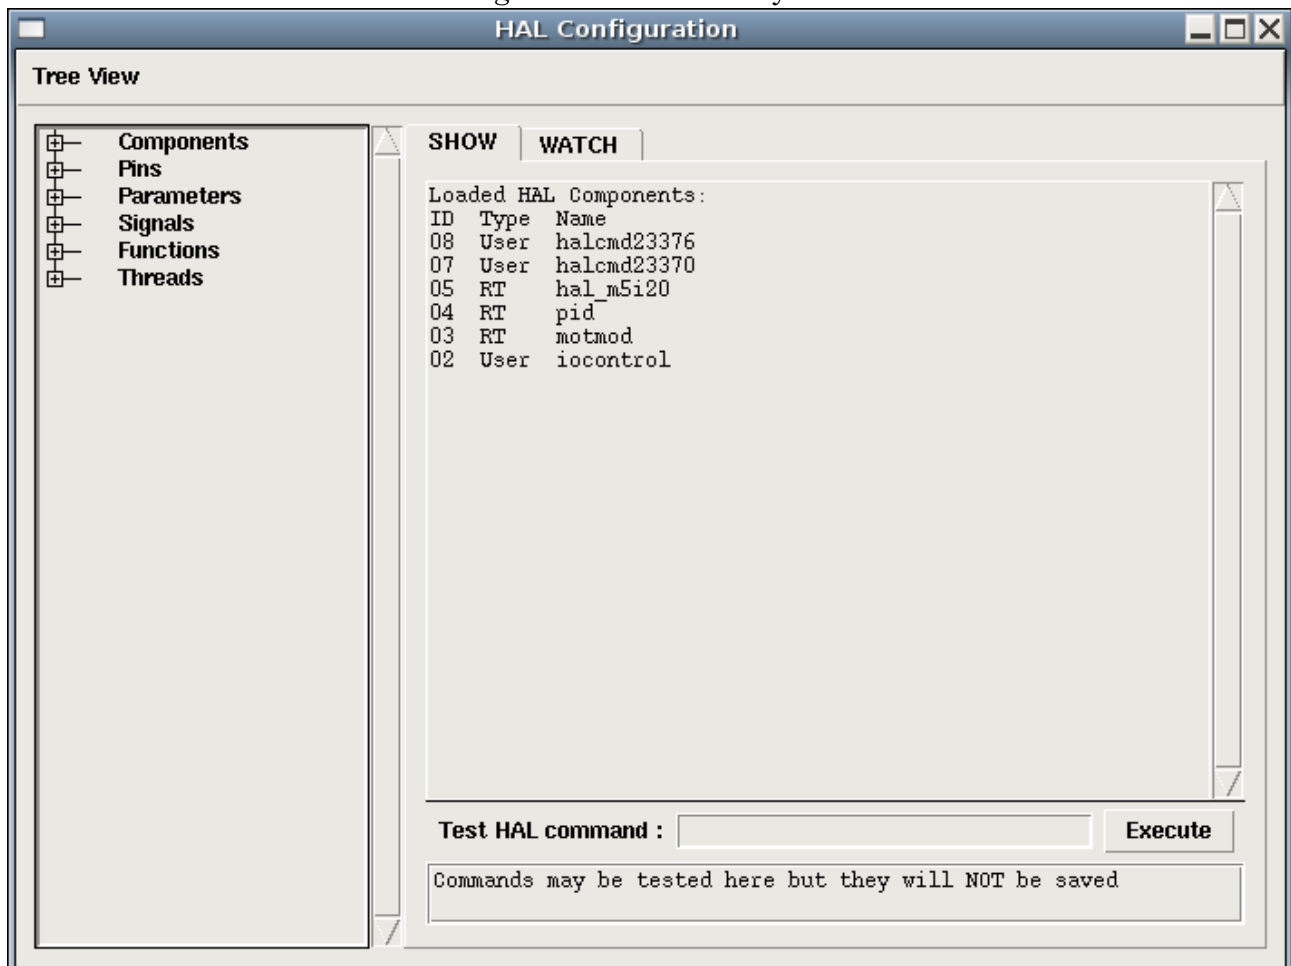 HAL Configuration
Tree View
Components
Pins
Parameters
Signals
Functions
Threads
SHOW WATCH
Loaded HAL Components:
ID Type Name
08 User halcmd23376
07 User halcmd23370
05 RT hal_m5i20
04 RT pid
03 RT motmod
02 User iocontrol
Test HAL command : Execute
Commands may be tested here but they will NOT be saved